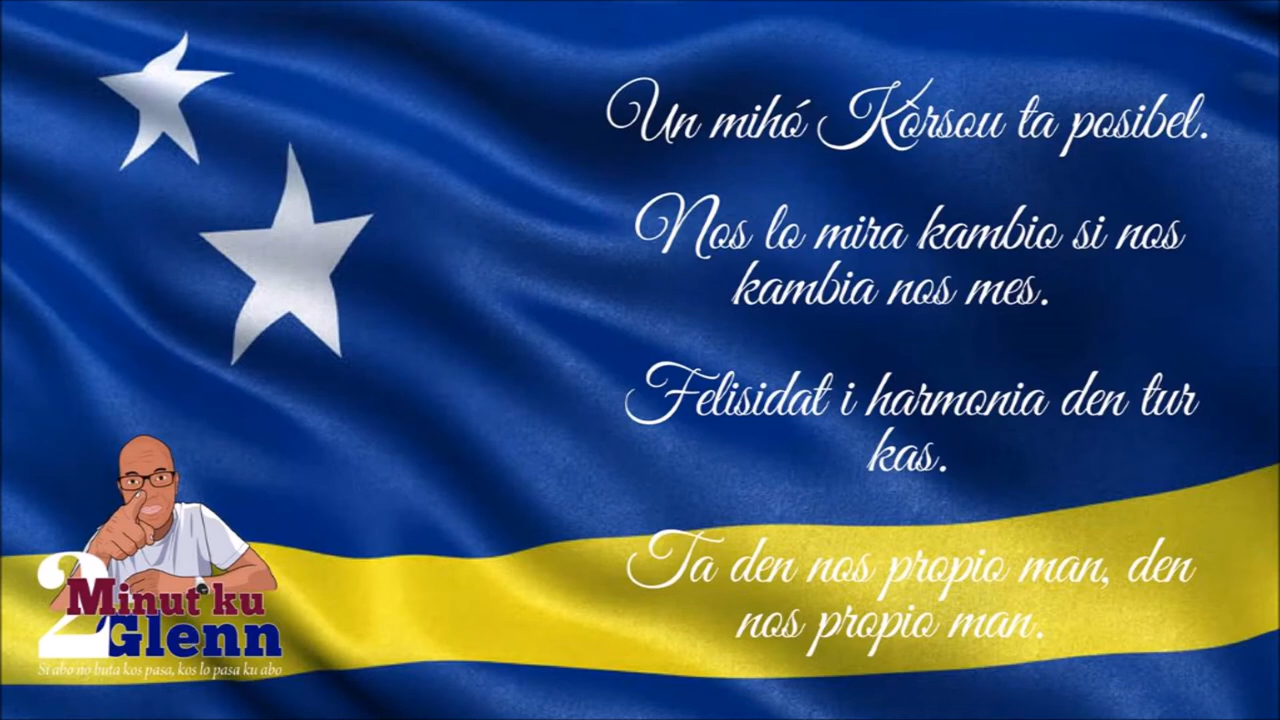 Un mihó Kòrsou ta posibel.
Nos lo mira kambio si nos
kambia nos mes.
Felisidat i harmonia den tur
kas.
Ta den nos propio man, den
nos propio man.
2 Minut ku
Glenn
Si abo no buta kos pasa, kos lo pasa ku abo